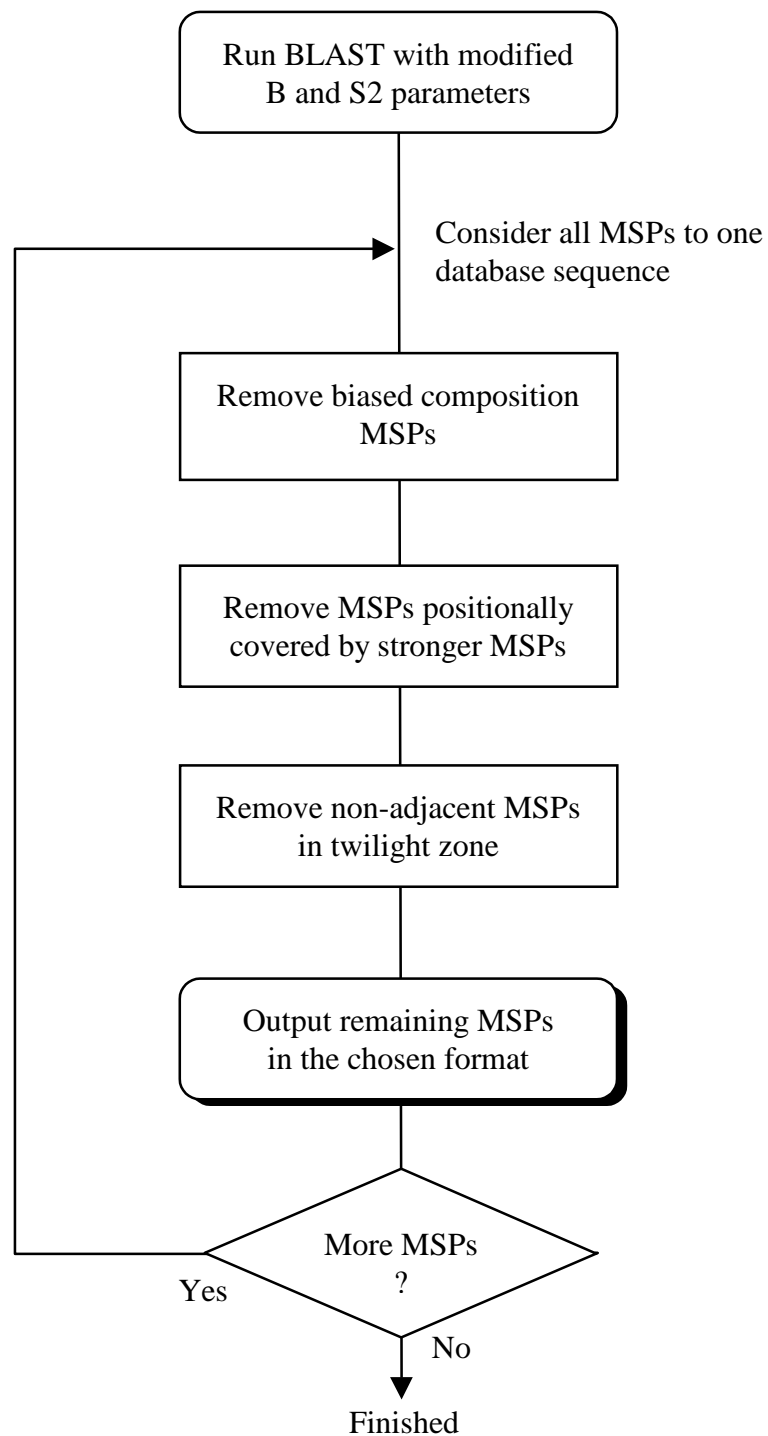 Run BLAST with modified
B and S2 parameters
Consider all MSPs to one
database sequence
Remove biased composition
MSPs
Remove MSPs positionally
covered by stronger MSPs
Remove non-adjacent MSPs
in twilight zone
Output remaining MSPs
in the chosen format
More MSPs
?
Yes
No
Finished